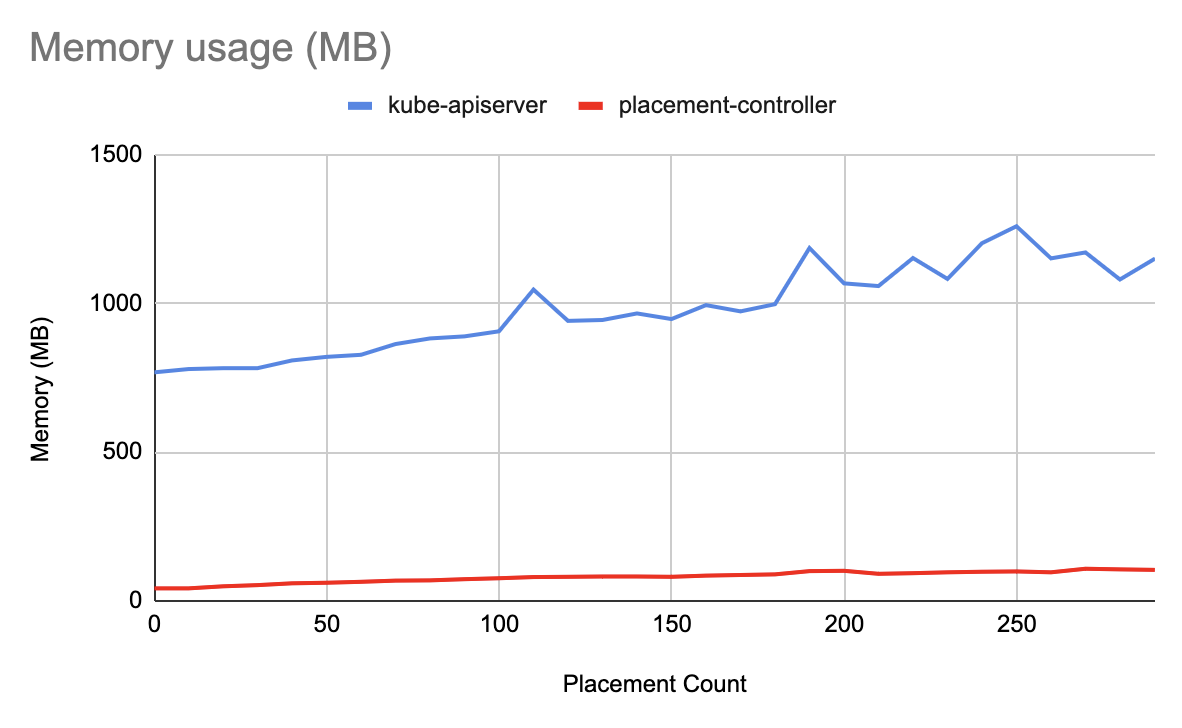 Memory usage (MB)
kube-apiserver placement-controller
1500
1000
500
0
Memory (MB)
0 50 100 150 200 250
Placement Count